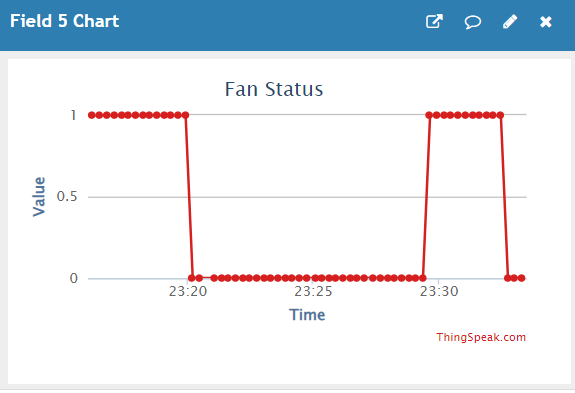 Field 5 Chart
Fan Status
1
0.5
0
Value
23:20 23:25 23:30
Time
ThingSpeak.com